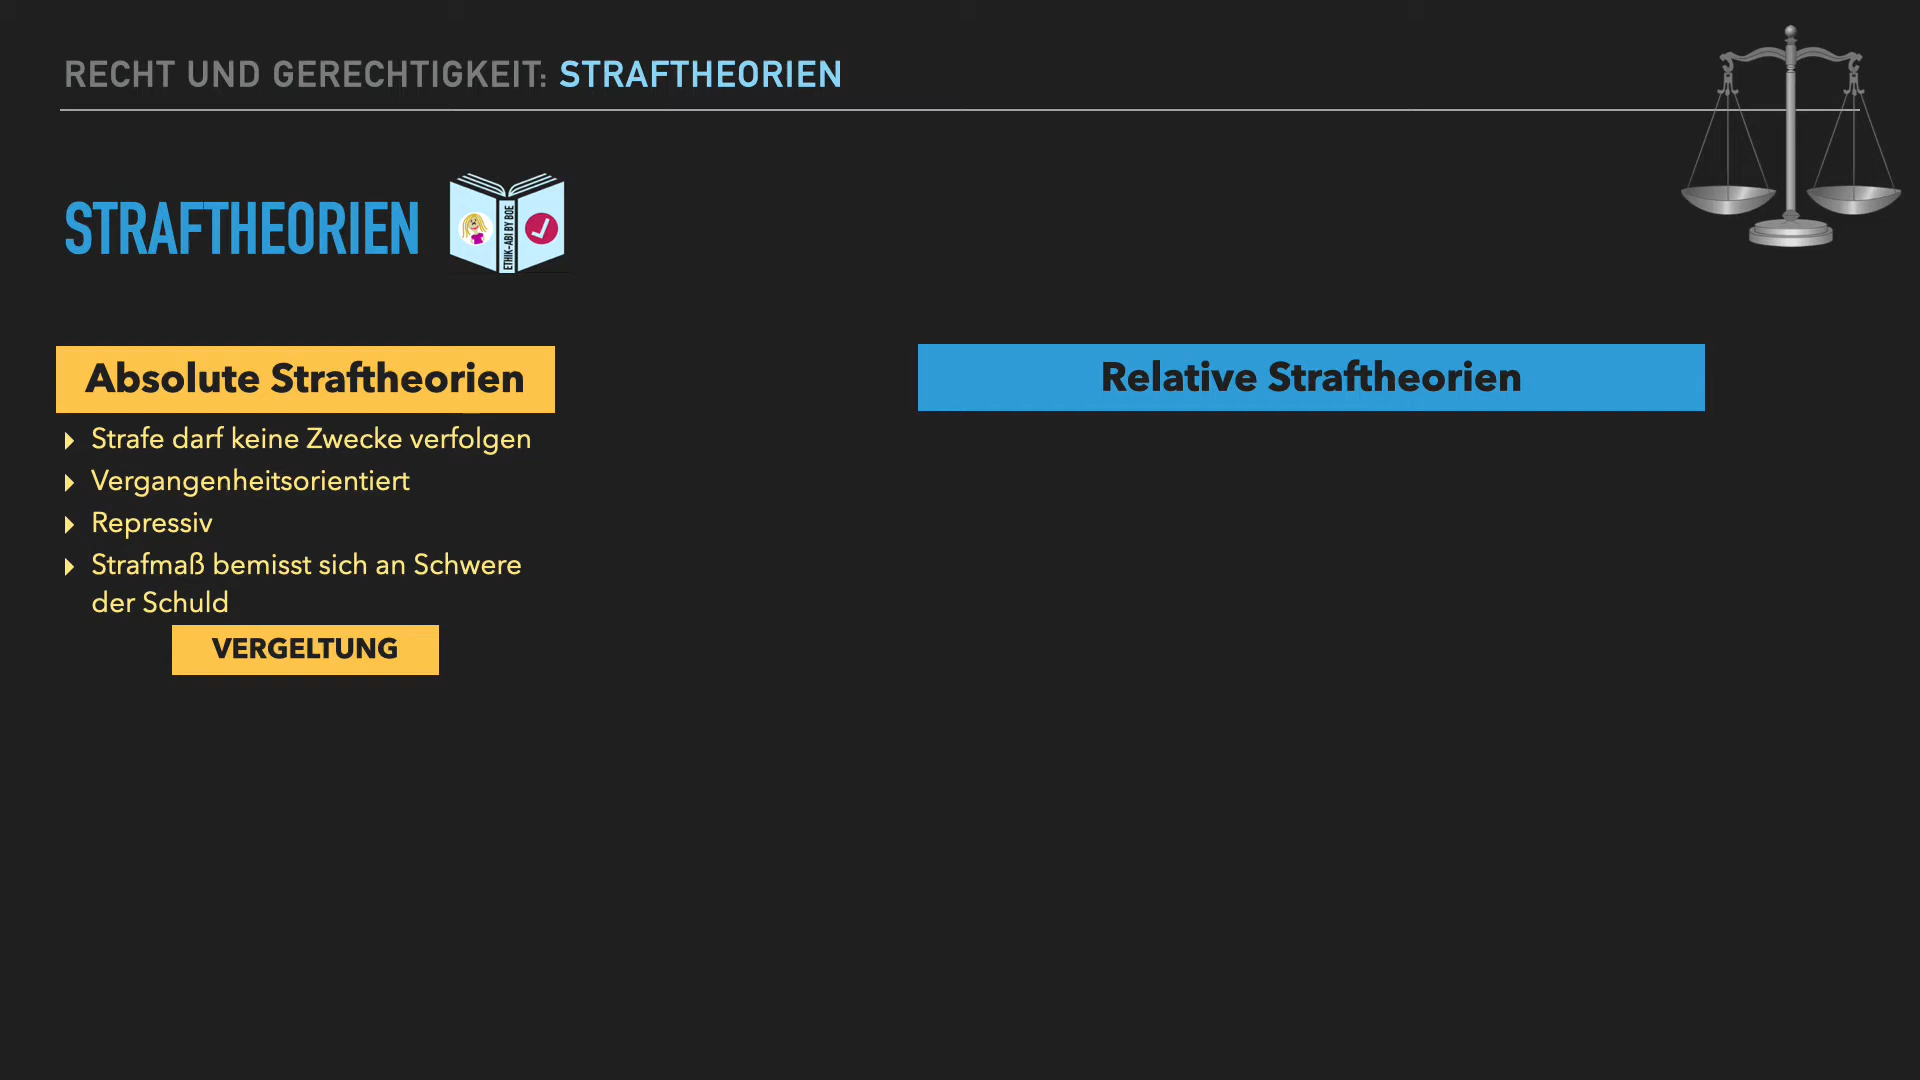 RECHT UND GERECHTIGKEIT: STRAFTHEORIEN
STRAFTHEORIEN
ETHIK-ABI BY BOE
Absolute Straftheorien
Strafe darf keine Zwecke verfolgen
Vergangenheitsorientiert
Repressiv
Strafmaß bemisst sich an Schwere
der Schuld
VERGELTUNG
Relative Straftheorien